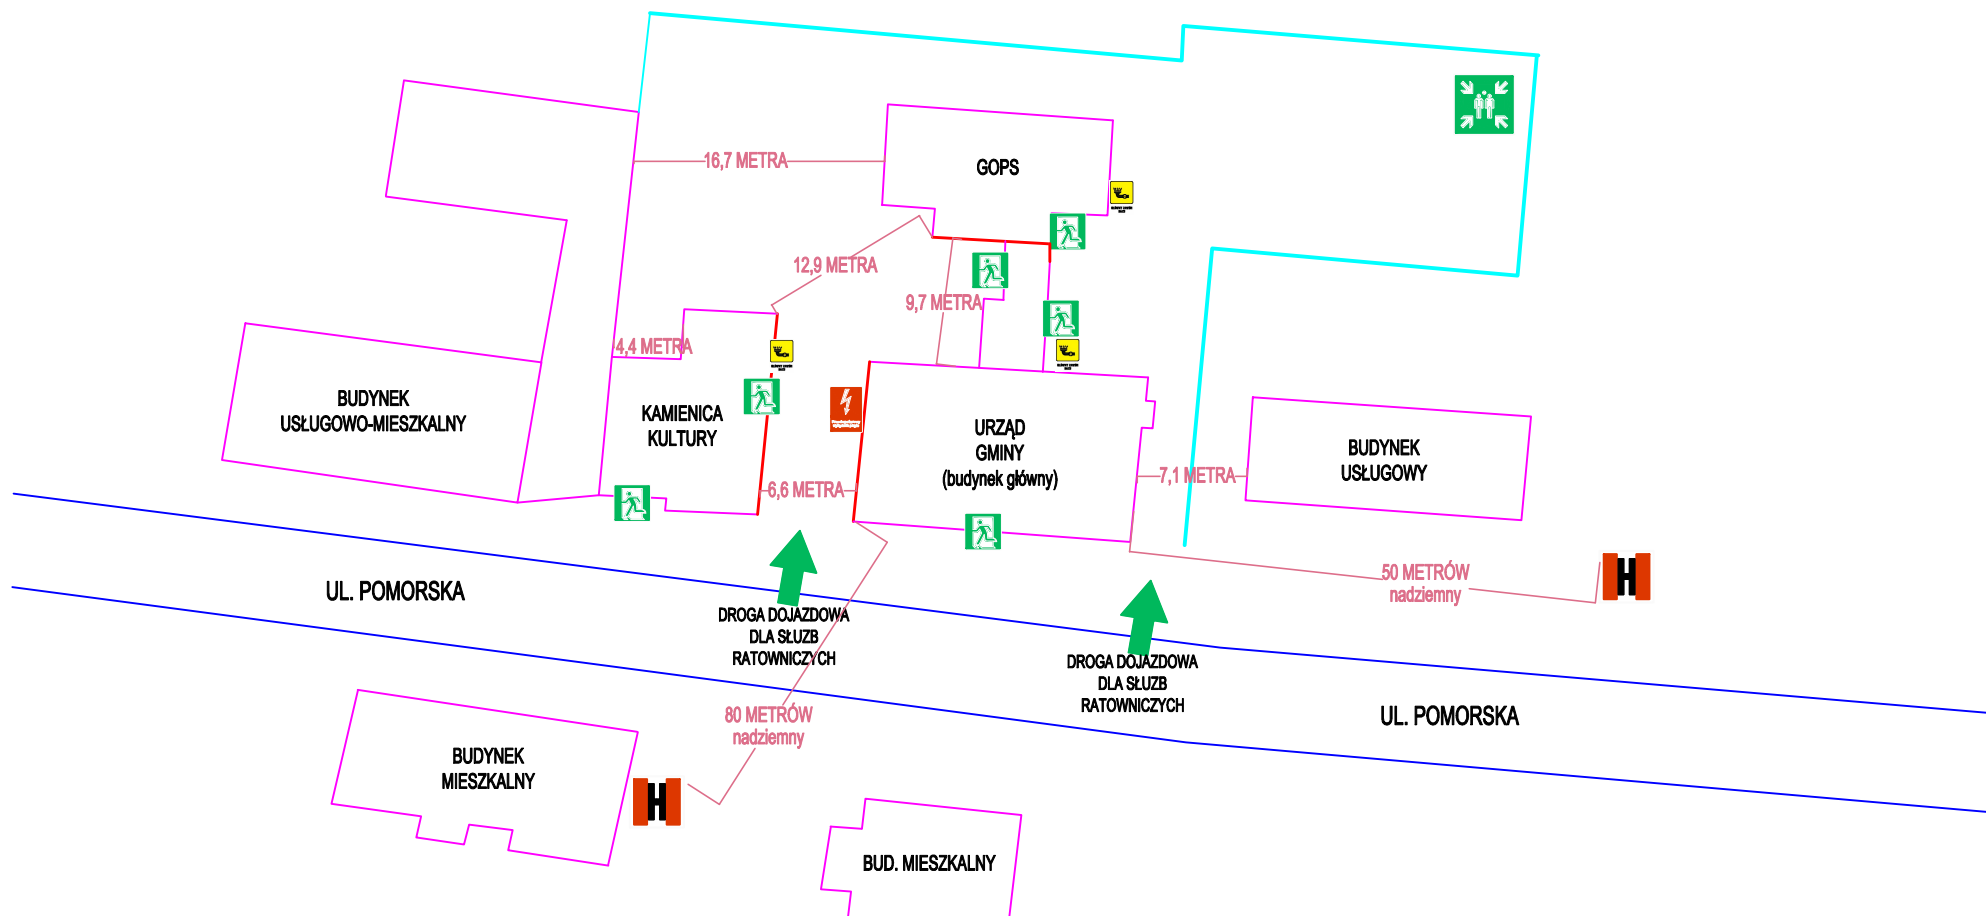 16,7 METRA
GOPS
12,9 METRA
9,7 METRA
4,4 METRA
BUDYNEK
USŁUGOWO-MIESZKALNY
KAMIENICA
KULTURY
URZĄD
GMINY
(budynek główny)
BUDYNEK
USŁUGOWY
6,6 METRA
7,1 METRA
50 METRÓW
nadziemny
H
UL. POMORSKA
DROGA DOJAZDOWA
DLA SŁUZB
RATOWNICZYCH
DROGA DOJAZDOWA
DLA SŁUZB
RATOWNICZYCH
UL. POMORSKA
80 METRÓW
nadziemny
BUDYNEK
MIESZKALNY
H
BUD. MIESZKALNY